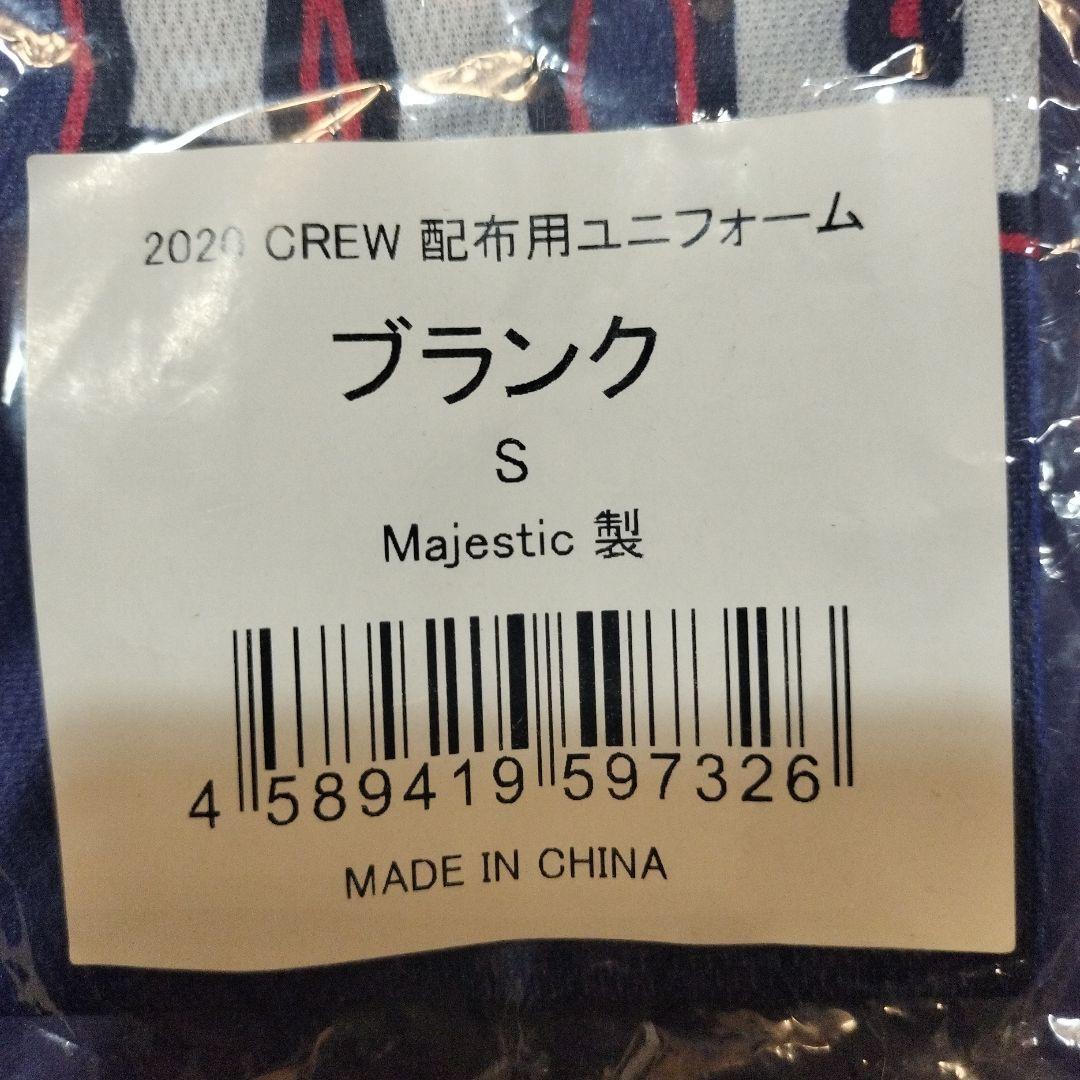 2020 CREW 配布用ユニフォーム
ブランク
S
Majestic 製
4 589419 597326
MADE IN CHINA